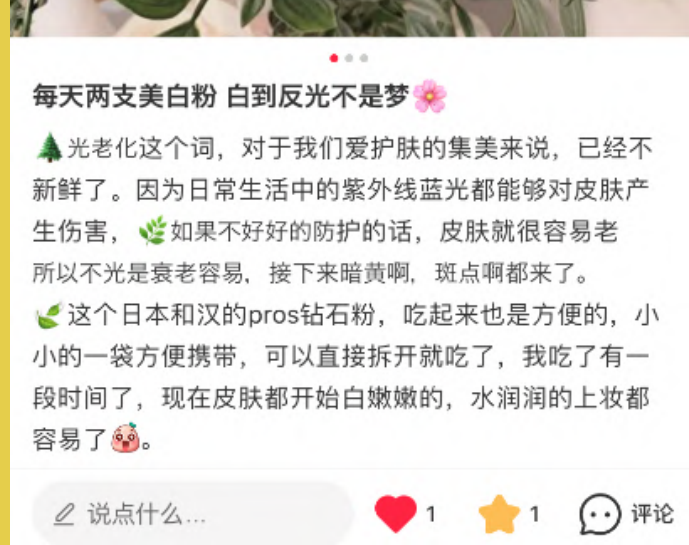 每天两支美白粉 白到反光不是梦🌸
🌲光老化这个词，对于我们爱护肤的集美来说，已经不
新鲜了。因为日常生活中的紫外线蓝光都能够对皮肤产
生伤害，🌿如果不好好的防护的话，皮肤就很容易老
所以不光是衰老容易，接下来暗黄啊，斑点啊都来了。
🍃这个日本和汉的pros钻石粉，吃起来也是方便的，小
小的一袋方便携带，可以直接拆开就吃了，我吃了有一
段时间了，现在皮肤都开始白嫩嫩的，水润润的上妆都
容易了。
说点什么... 1 1 评论